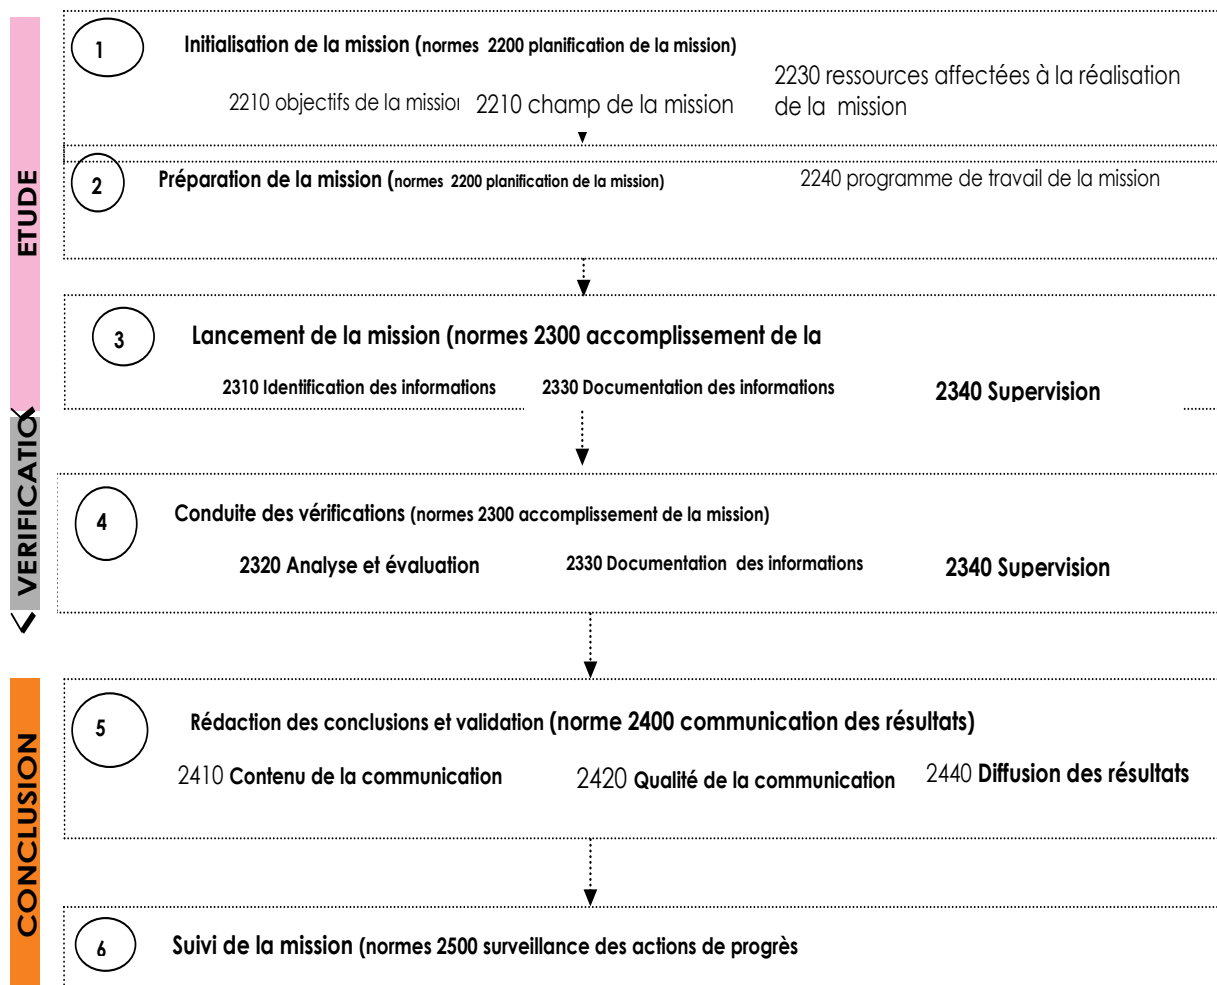 ETUDE
1
Initialisation de la mission (normes 2200 planification de la mission)
2210 objectifs de la mission
2210 champ de la mission
2230 ressources affectées à la réalisation
de la mission
2
Préparation de la mission (normes 2200 planification de la mission)
2240 programme de travail de la mission
3
Lancement de la mission (normes 2300 accomplissement de la
2310 Identification des informations
2330 Documentation des informations
2340 Supervision
VERIFICATIO
4
Conduite des vérifications (normes 2300 accomplissement de la mission)
2320 Analyse et évaluation
2330 Documentation des informations
2340 Supervision
CONCLUSION
5
Rédaction des conclusions et validation (norme 2400 communication des résultats)
2410 Contenu de la communication
2420 Qualité de la communication
2440 Diffusion des résultats
6
Suivi de la mission (normes 2500 surveillance des actions de progrès